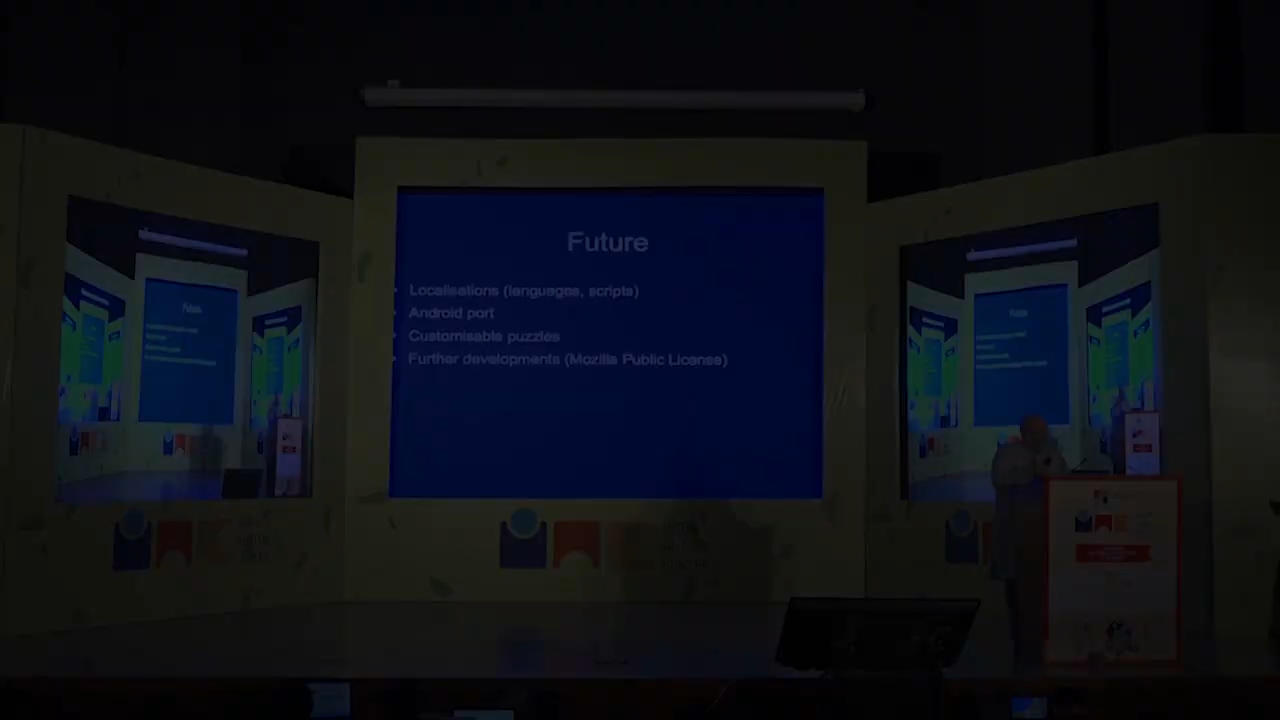 Future
Localisations (languages, scripts)
Android port
Customisable puzzles
Further developments (Mozilla Public License)